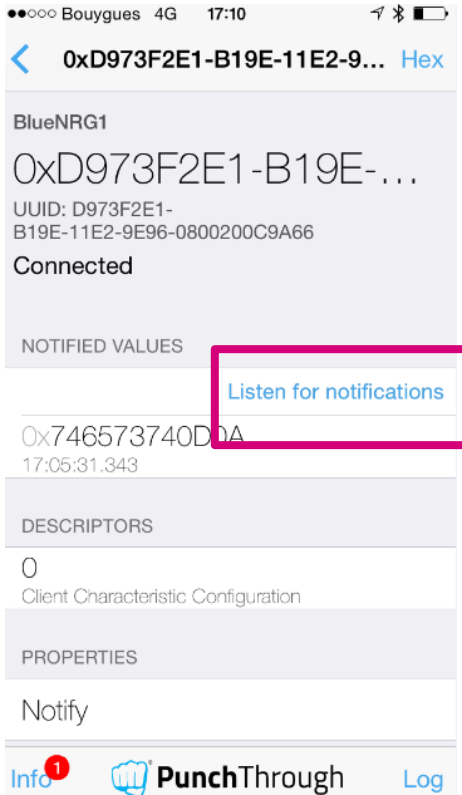 Bouygues 4G 17:10
0xD973F2E1-B19E-11E2-9... Hex
BlueNRG1
0xD973F2E1-B19E-...
UUID: D973F2E1-
B19E-11E2-9E96-0800200C9A66
Connected
NOTIFIED VALUES
Listen for notifications
0x746573740D0A
17:05:31.343
DESCRIPTORS
0
Client Characteristic Configuration
PROPERTIES
Notify
Info 1 PunchThrough Log